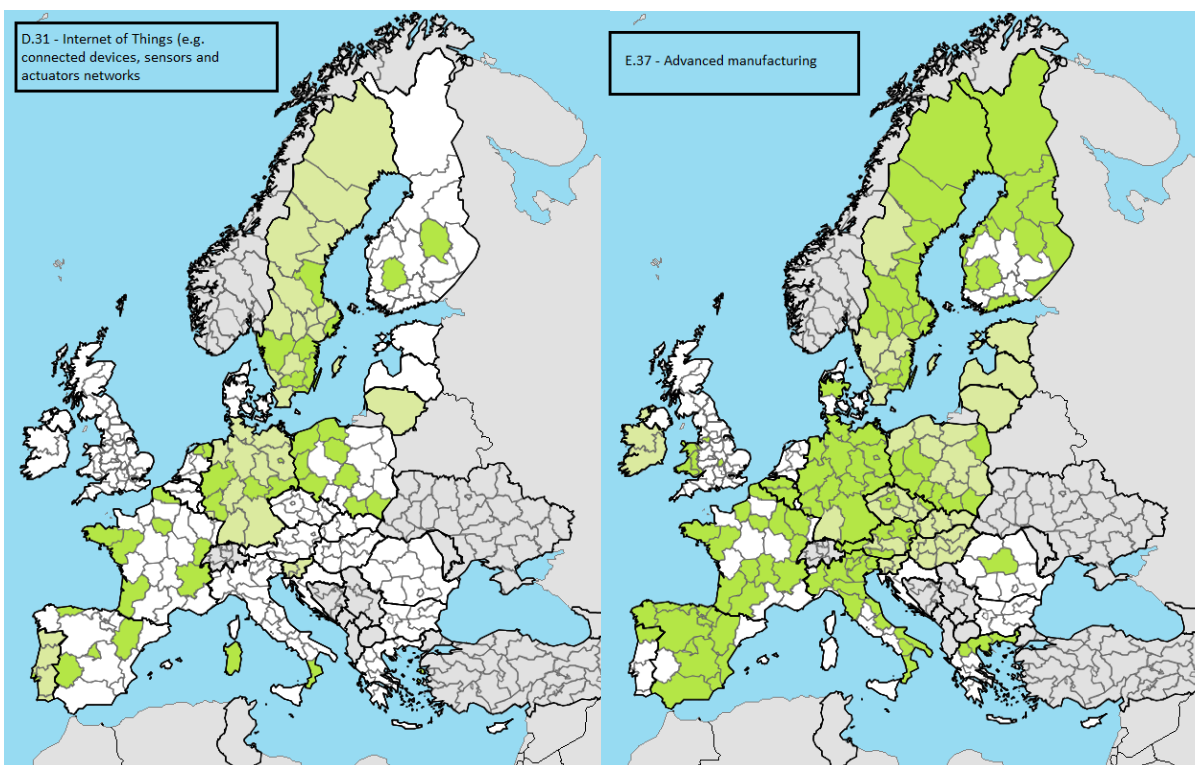 D.31 - Internet of Things (e.g.
connected devices, sensors and
actuators networks
E.37 - Advanced manufacturing